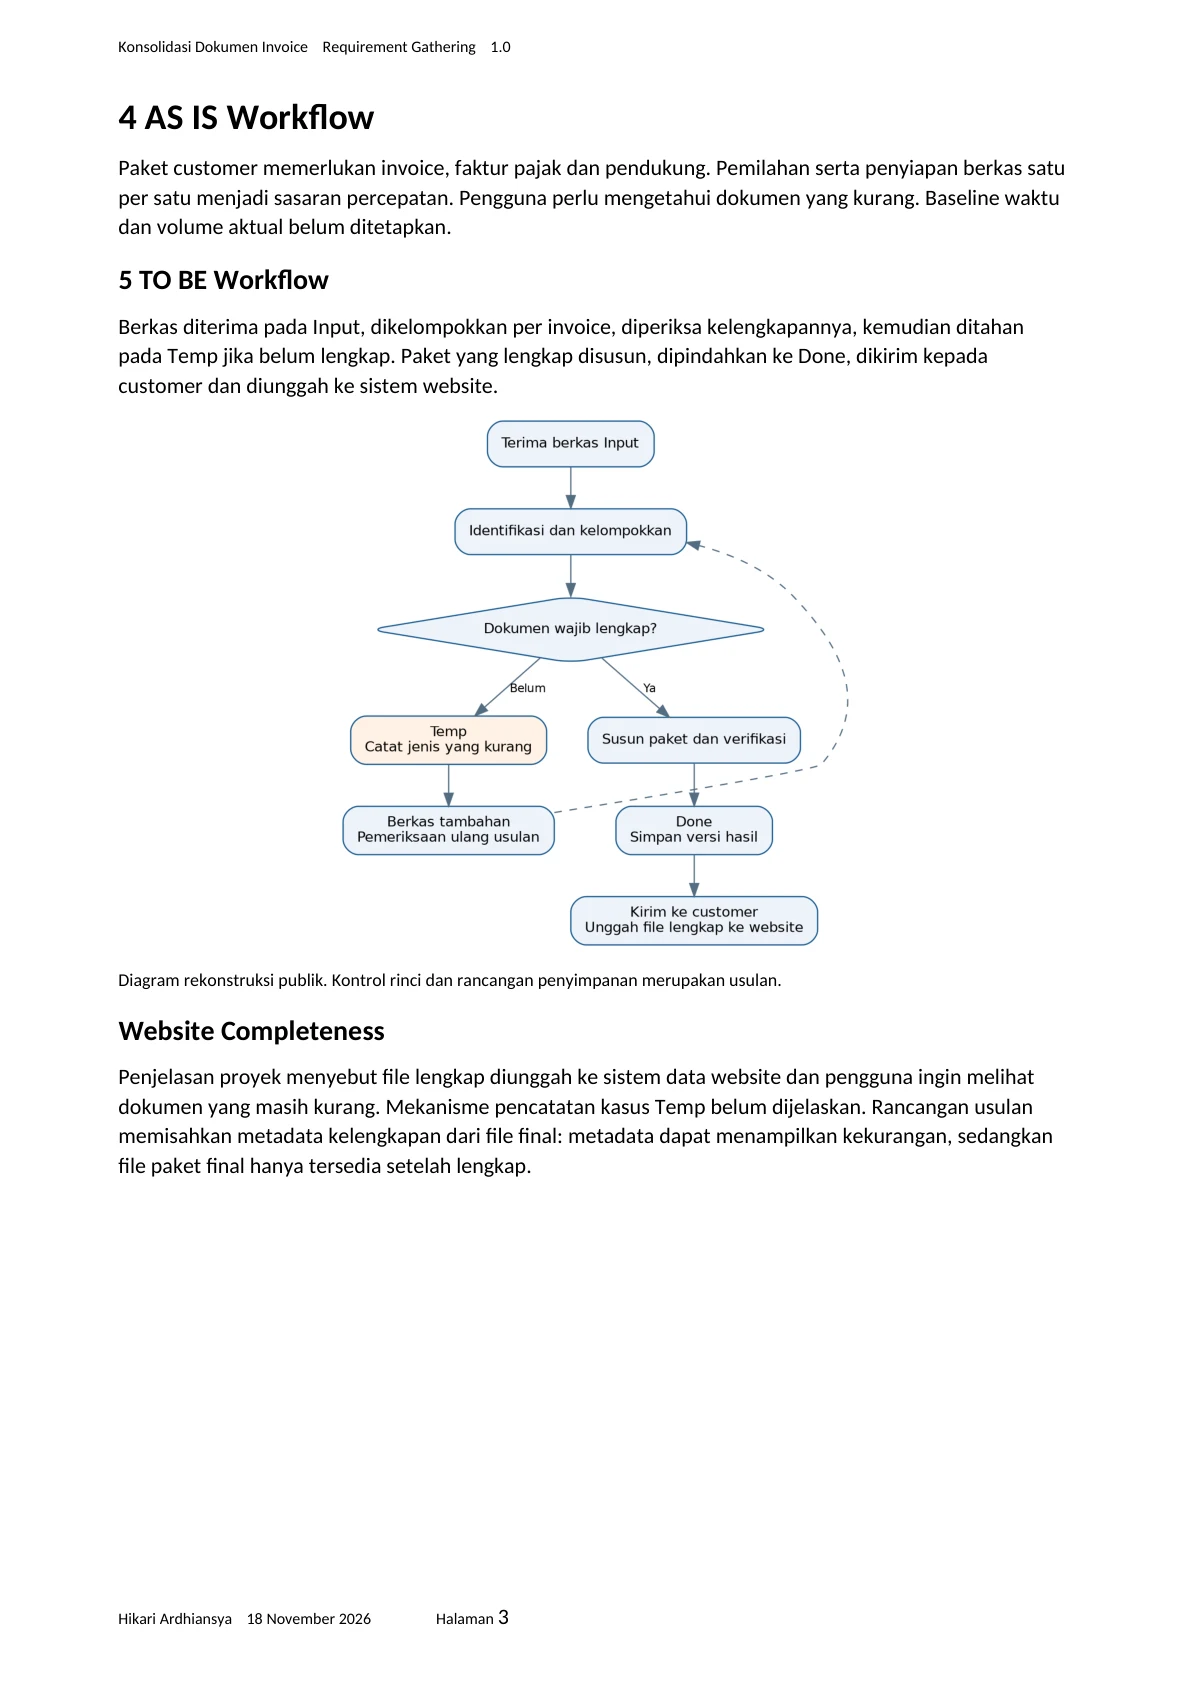 Konsolidasi Dokumen Invoice Requirement Gathering 1.0
4 AS IS Workflow
Paket customer memerlukan invoice, faktur pajak dan pendukung. Pemilahan serta penyiapan berkas satu
per satu menjadi sasaran percepatan. Pengguna perlu mengetahui dokumen yang kurang. Baseline waktu
dan volume aktual belum ditetapkan.
5 TO BE Workflow
Berkas diterima pada Input, dikelompokkan per invoice, diperiksa kelengkapannya, kemudian ditahan
pada Temp jika belum lengkap. Paket yang lengkap disusun, dipindahkan ke Done, dikirim kepada
customer dan diunggah ke sistem website.
Terima berkas Input
Identifikasi dan kelompokkan
Dokumen wajib lengkap?
Belum
Ya
Temp
Catat jenis yang kurang
Susun paket dan verifikasi
Berkas tambahan
Pemeriksaan ulang usulan
Done
Simpan versi hasil
Kirim ke customer
Unggah file lengkap ke website
Diagram rekonstruksi publik. Kontrol rinci dan rancangan penyimpanan merupakan usulan.
Website Completeness
Penjelasan proyek menyebut file lengkap diunggah ke sistem data website dan pengguna ingin melihat
dokumen yang masih kurang. Mekanisme pencatatan kasus Temp belum dijelaskan. Rancangan usulan
memisahkan metadata kelengkapan dari file final: metadata dapat menampilkan kekurangan, sedangkan
file paket final hanya tersedia setelah lengkap.
Hikari Ardhiansya 18 November 2026 Halaman 3